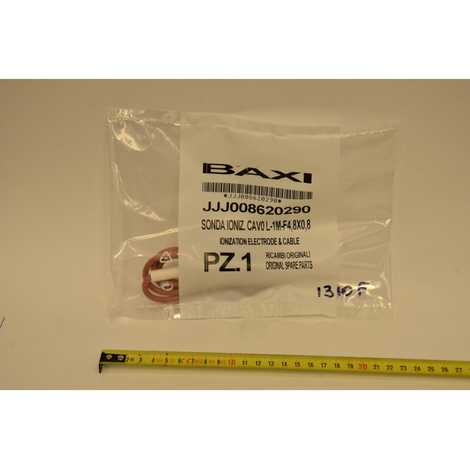 BAXI
*JJJ008620290*
JJJ008620290
SONDA IONIZ. CAVO L-1M-F4,8X0,8
IONIZATION ELECTRODE & CABLE
PZ.1
RICAMBI ORIGINALI
ORIGINAL SPARE PARTS
1310F